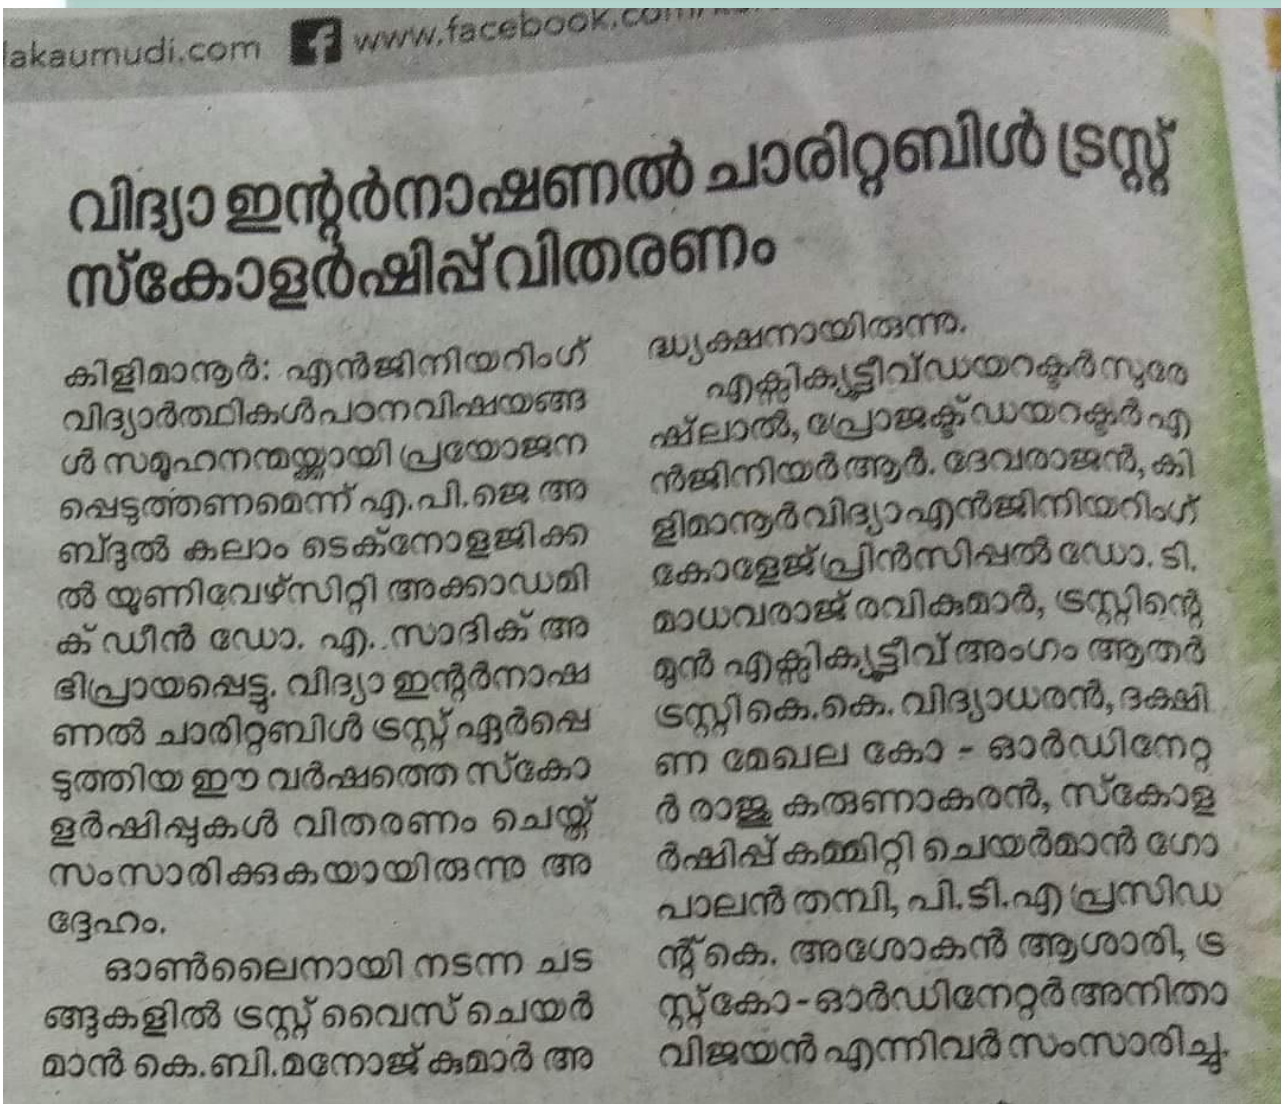 lakaumudi.com f www.facebook.com/
വിദ്യാ ഇന്റർനാഷണൽ ചാരിറ്റബിൾ ട്രസ്റ്റ്
സ്കോളർഷിപ്പ് വിതരണം
കിളിമാനൂർ: എൻജിനിയറിംഗ്
വിദ്യാർത്ഥികൾ പഠനവിഷയങ്ങ
ൾ സമൂഹനന്മയ്ക്കായി പ്രയോജന
പ്പെടുത്തണമെന്ന് എ.പി.ജെ അ
ബ്ദുൽ കലാം ടെക്നോളജിക്ക
ൽ യൂണിവേഴ്സിറ്റി അക്കാഡമി
ക് ഡീൻ ഡോ. എ. സാദിക് അ
ഭിപ്രായപ്പെട്ടു. വിദ്യാ ഇന്റർനാഷ
ണൽ ചാരിറ്റബിൾ ട്രസ്റ്റ് ഏർപ്പെ
ടുത്തിയ ഈ വർഷത്തെ സ്കോ
ളർഷിപ്പുകൾ വിതരണം ചെയ്ത്
സംസാരിക്കുകയായിരുന്നു അ
ദ്ദേഹം.
ഓൺലൈനായി നടന്ന ചട
ങ്ങുകളിൽ ട്രസ്റ്റ് വൈസ് ചെയർ
മാൻ കെ.ബി.മനോജ് കുമാർ അ
ദ്ധ്യക്ഷനായിരുന്നു.
എക്സിക്യൂട്ടീവ് ഡയറക്ടർ സുരേ
ഷ്‌ലാൽ, പ്രോജക്ട് ഡയറക്ടർ എ
ൻജിനിയർ ആർ. ദേവരാജൻ, കി
ളിമാനൂർ വിദ്യാ എൻജിനിയറിംഗ്
കോളേജ് പ്രിൻസിപ്പൽ ഡോ. ടി.
മാധവരാജ് രവികുമാർ, ട്രസ്റ്റിന്റെ
മുൻ എക്സിക്യൂട്ടീവ് അംഗം ആതർ
ട്രസ്റ്റി കെ.കെ. വിദ്യാധരൻ, ദക്ഷി
ണ മേഖല കോ - ഓർഡിനേറ്റ
ർ രാജു കരുണാകരൻ, സ്കോള
ർഷിപ്പ് കമ്മിറ്റി ചെയർമാൻ ഗോ
പാലൻ തമ്പി, പി.ടി.എ പ്രസിഡ
ന്റ് കെ. അശോകൻ ആശാരി, ട്ര
സ്റ്റ് കോ-ഓർഡിനേറ്റർ അനിതാ
വിജയൻ എന്നിവർ സംസാരിച്ചു.